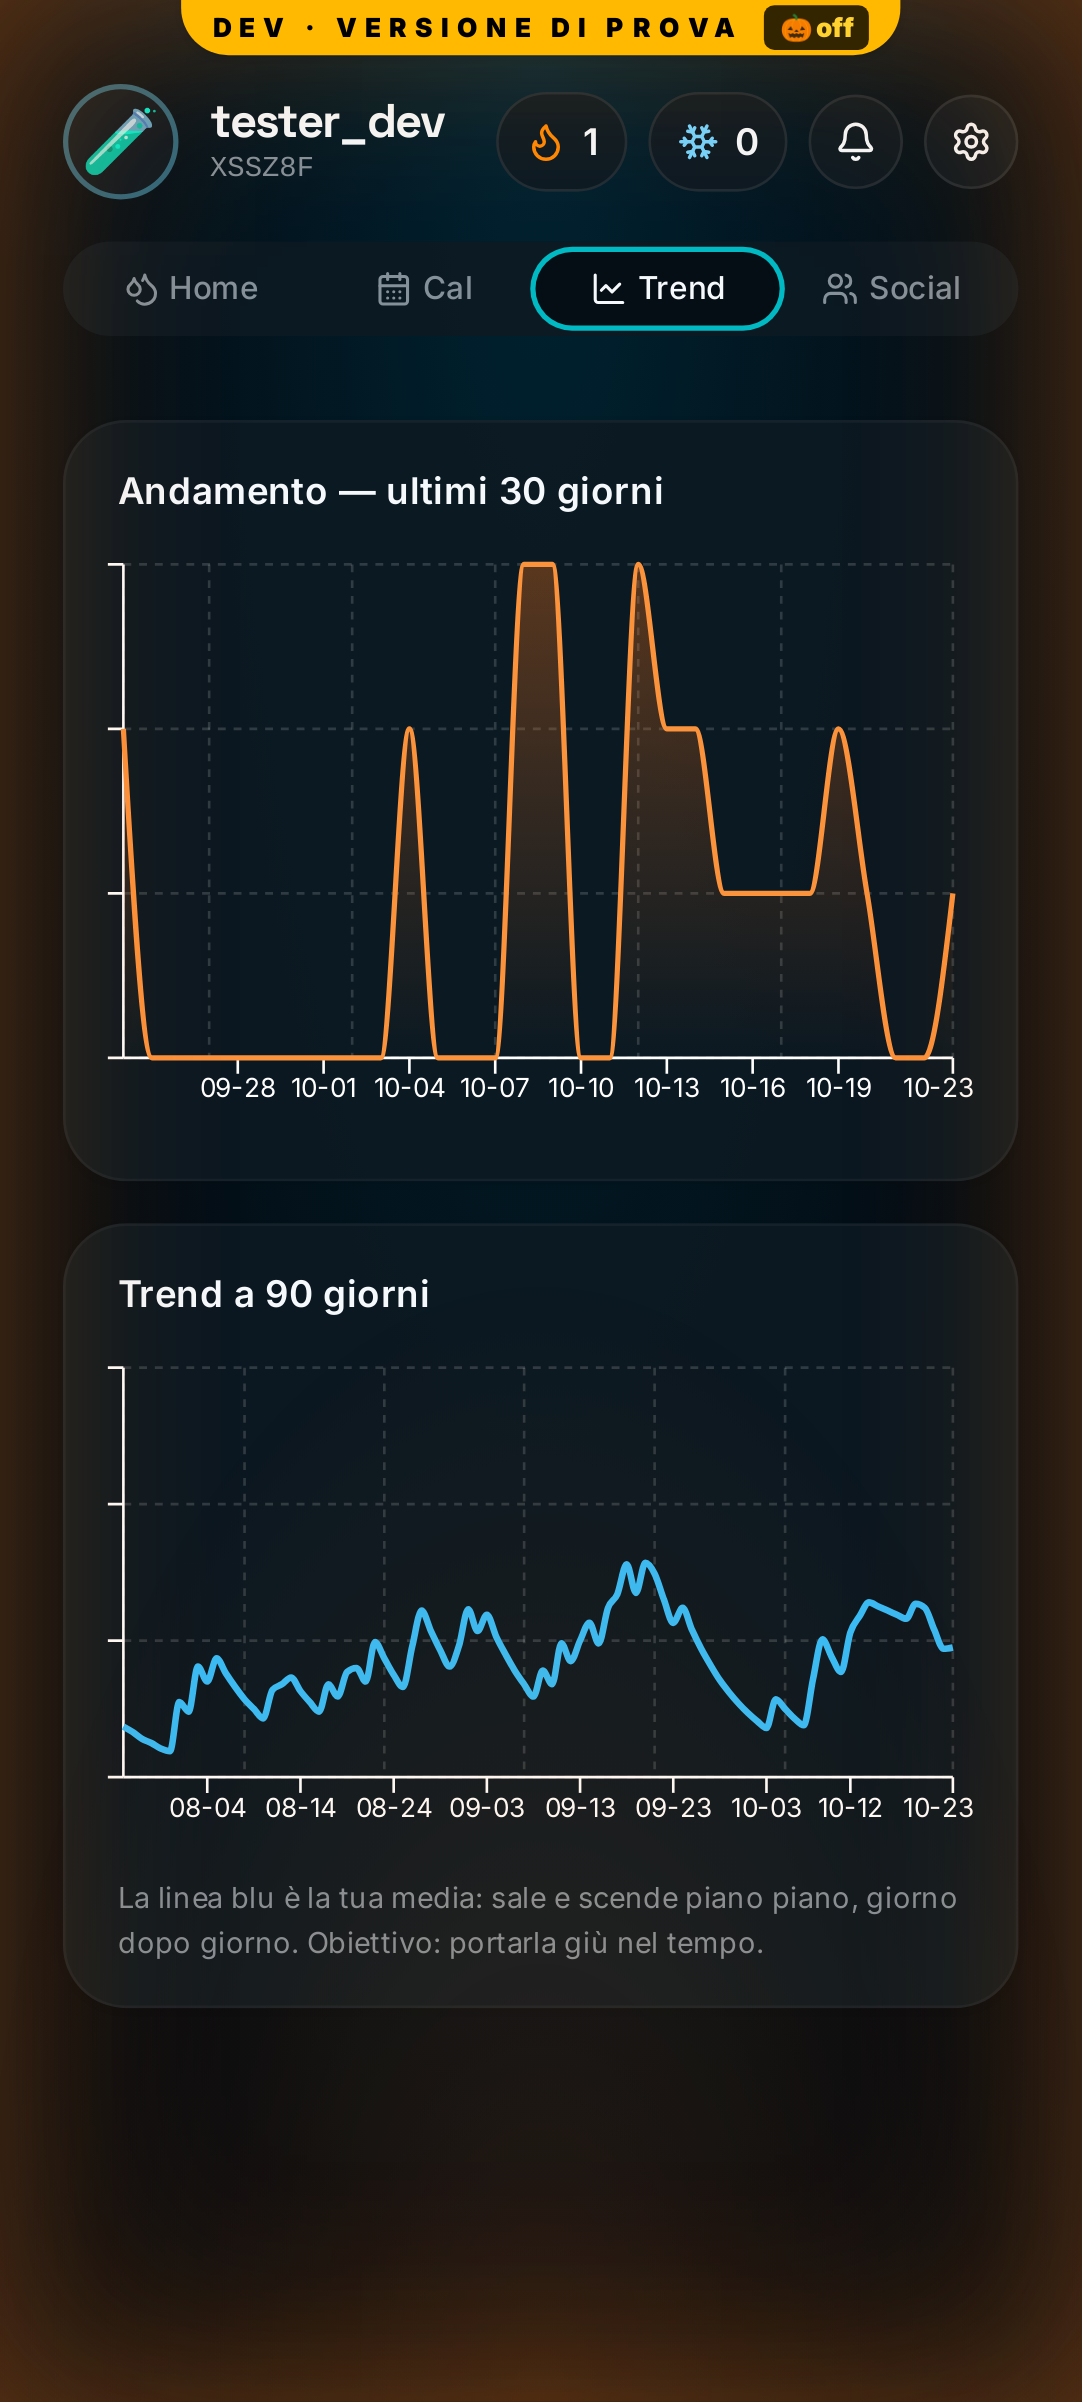 DEV · VERSIONE DI PROVA 🎃 off
tester_dev
XSSZ8F
1
0
Home
Cal
Trend
Social
Andamento — ultimi 30 giorni
09-28 10-01 10-04 10-07 10-10 10-13 10-16 10-19 10-23
Trend a 90 giorni
08-04 08-14 08-24 09-03 09-13 09-23 10-03 10-12 10-23
La linea blu è la tua media: sale e scende piano piano, giorno
dopo giorno. Obiettivo: portarla giù nel tempo.